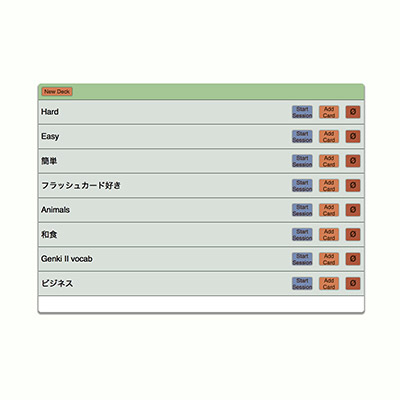 New Deck
Hard Start Session Add Card Ø
Easy Start Session Add Card Ø
簡単 Start Session Add Card Ø
フラッシュカード好き Start Session Add Card Ø
Animals Start Session Add Card Ø
和食 Start Session Add Card Ø
Genki II vocab Start Session Add Card Ø
ビジネス Start Session Add Card Ø